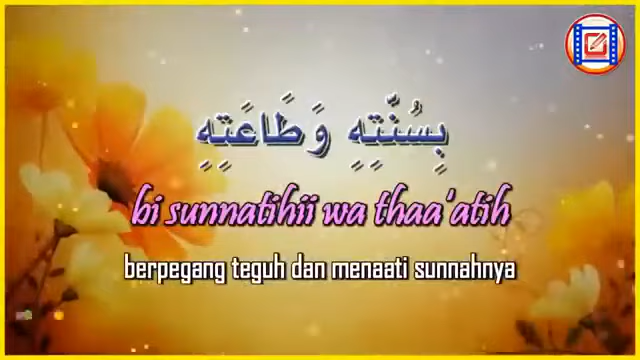 بِسُنَّتِهِ وَطَاعَتِهِ
bi sunnatihii wa thaa'atih
berpegang teguh dan menaati sunnahnya